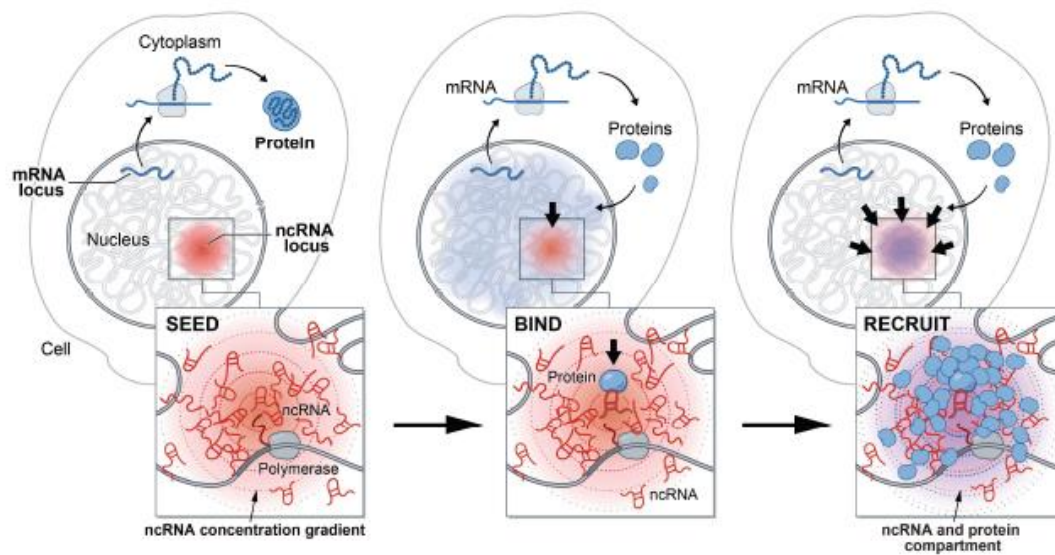 Cytoplasm
Protein
mRNA
locus
Nucleus
ncRNA
locus
Cell
SEED
ncRNA
Polymerase
ncRNA concentration gradient
mRNA
Proteins
BIND
Protein
ncRNA
mRNA
Proteins
RECRUIT
ncRNA and protein
compartment